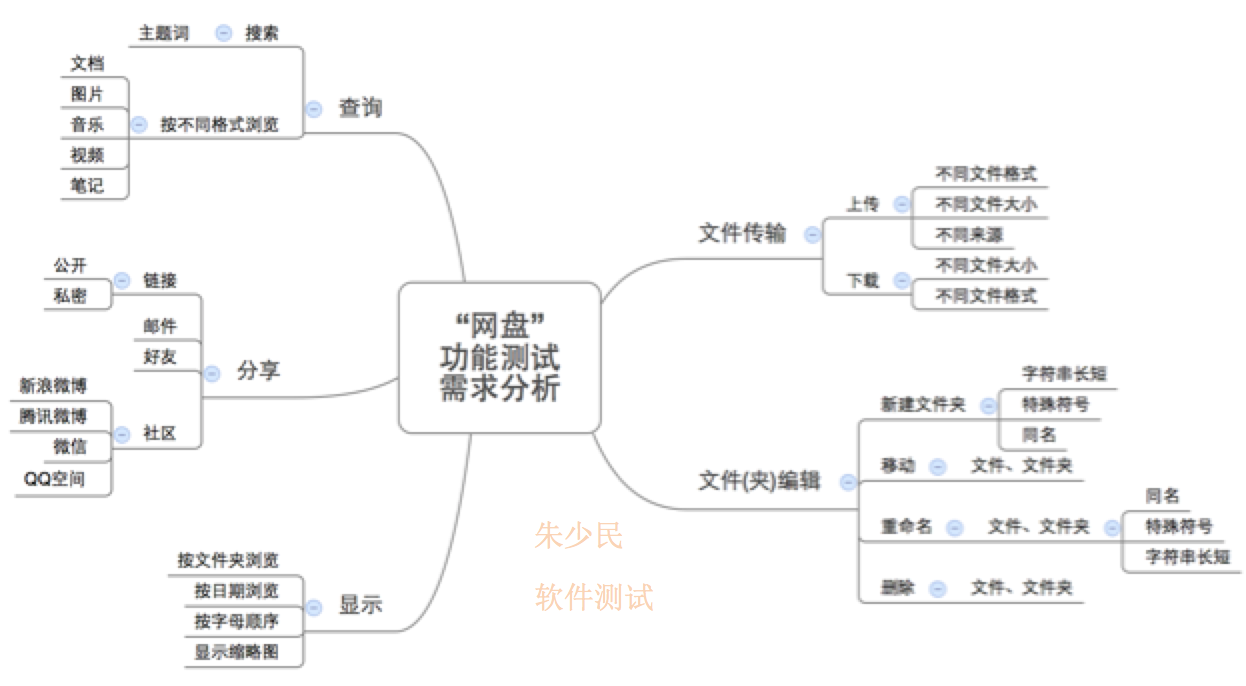 “网盘”
功能测试
需求分析
查询
搜索
主题词
按不同格式浏览
文档
图片
音乐
视频
笔记
分享
链接
公开
私密
邮件
好友
社区
新浪微博
腾讯微博
微信
QQ空间
显示
按文件夹浏览
按日期浏览
按字母顺序
显示缩略图
文件传输
上传
不同文件格式
不同文件大小
不同来源
下载
不同文件大小
不同文件格式
文件(夹)编辑
新建文件夹
字符串长短
特殊符号
同名
移动
文件、文件夹
重命名
文件、文件夹
同名
特殊符号
字符串长短
删除
文件、文件夹
朱少民
软件测试